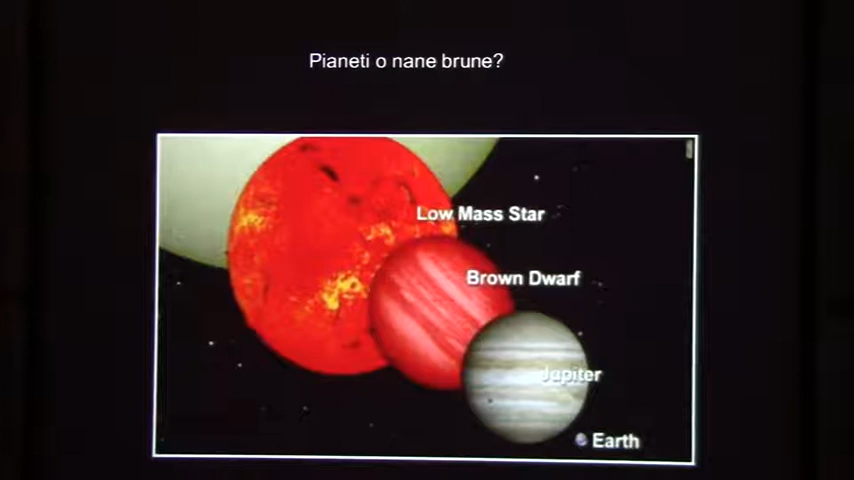 Pianeti o nane brune?
Low Mass Star
Brown Dwarf
Jupiter
Earth